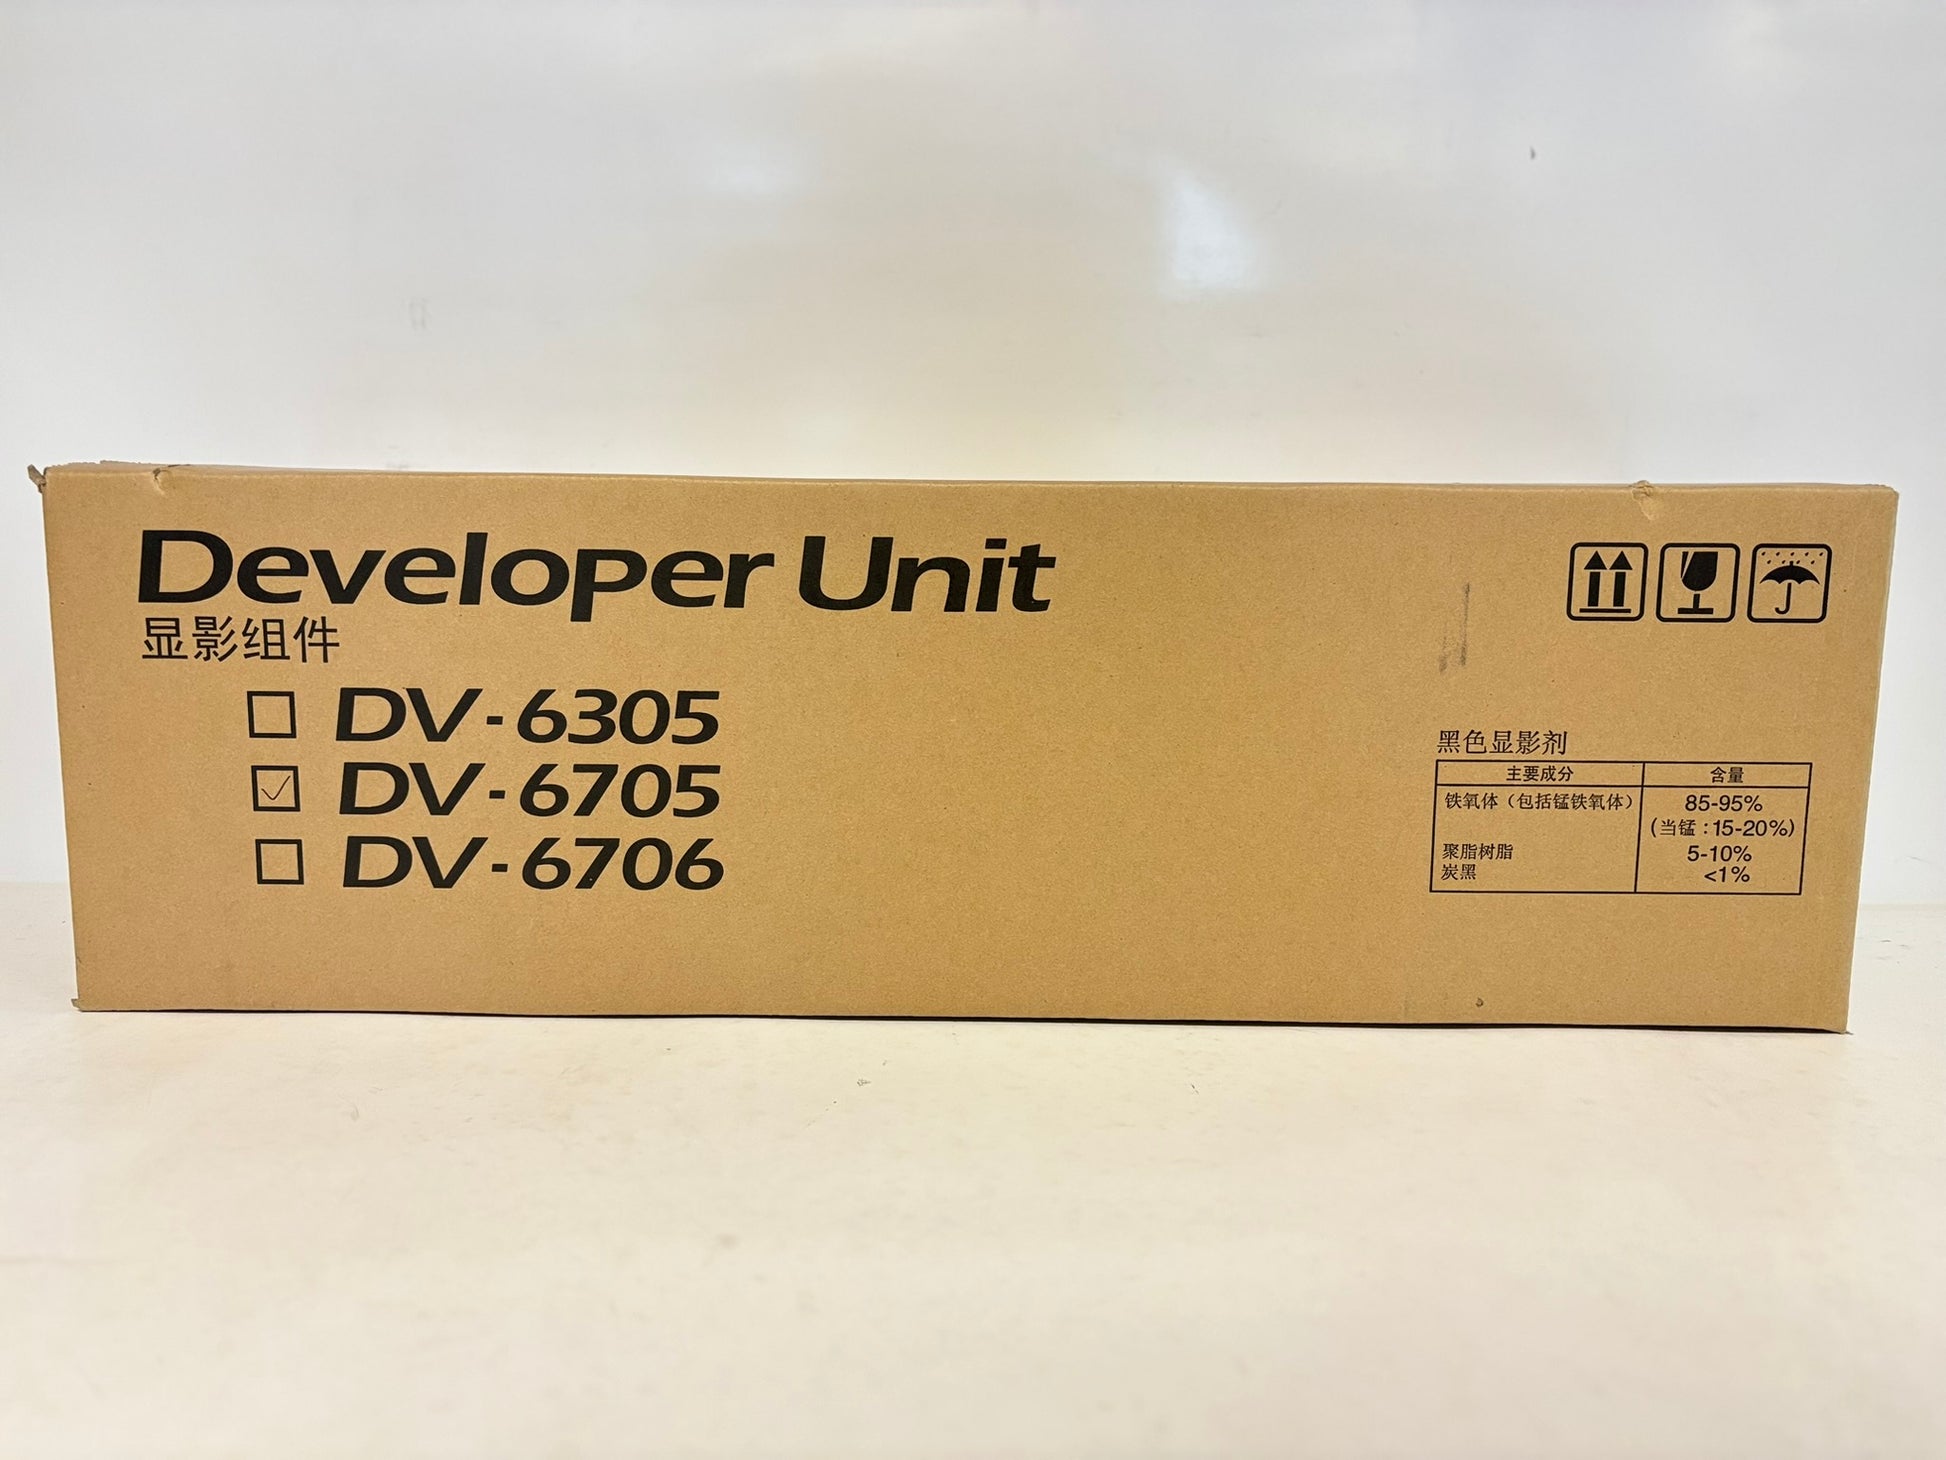 Developer Unit
显影组件
DV-6305
DV-6705
DV-6706
黑色显影剂
主要成分 含量
铁氧体（包括锰铁氧体） 85-95%
(当锰：15-20%)
聚脂树脂 5-10%
炭黑 <1%